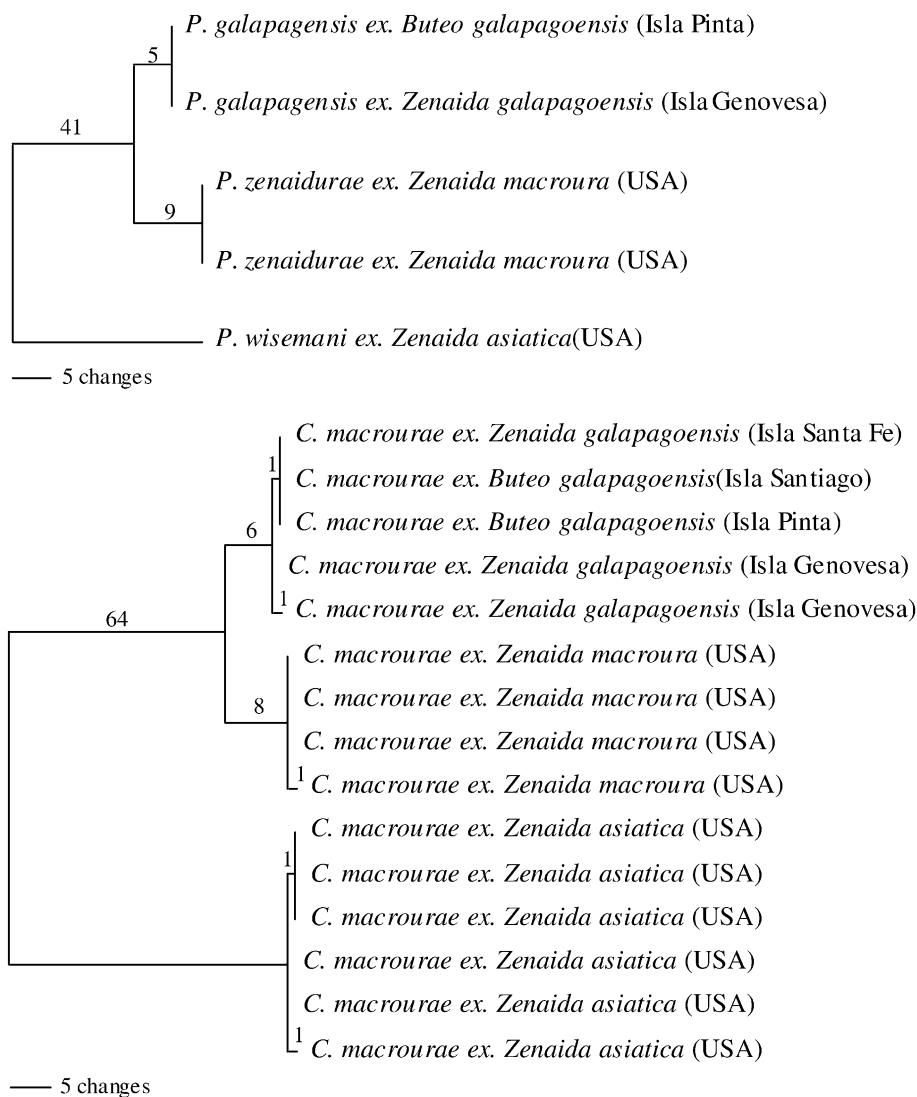 P. galapagensis ex. Buteo galapagoensis (Isla Pinta)
5
P. galapagensis ex. Zenaida galapagoensis (Isla Genovesa)
41
P. zenaidurae ex. Zenaida macroura (USA)
9
P. zenaidurae ex. Zenaida macroura (USA)
P. wisemani ex. Zenaida asiatica(USA)
5 changes
C. macrourae ex. Zenaida galapagoensis (Isla Santa Fe)
1
C. macrourae ex. Buteo galapagoensis(Isla Santiago)
C. macrourae ex. Buteo galapagoensis (Isla Pinta)
6
C. macrourae ex. Zenaida galapagoensis (Isla Genovesa)
1
C. macrourae ex. Zenaida galapagoensis (Isla Genovesa)
64
C. macrourae ex. Zenaida macroura (USA)
C. macrourae ex. Zenaida macroura (USA)
8
C. macrourae ex. Zenaida macroura (USA)
1
C. macrourae ex. Zenaida macroura (USA)
C. macrourae ex. Zenaida asiatica (USA)
1
C. macrourae ex. Zenaida asiatica (USA)
C. macrourae ex. Zenaida asiatica (USA)
C. macrourae ex. Zenaida asiatica (USA)
C. macrourae ex. Zenaida asiatica (USA)
1
C. macrourae ex. Zenaida asiatica (USA)
5 changes